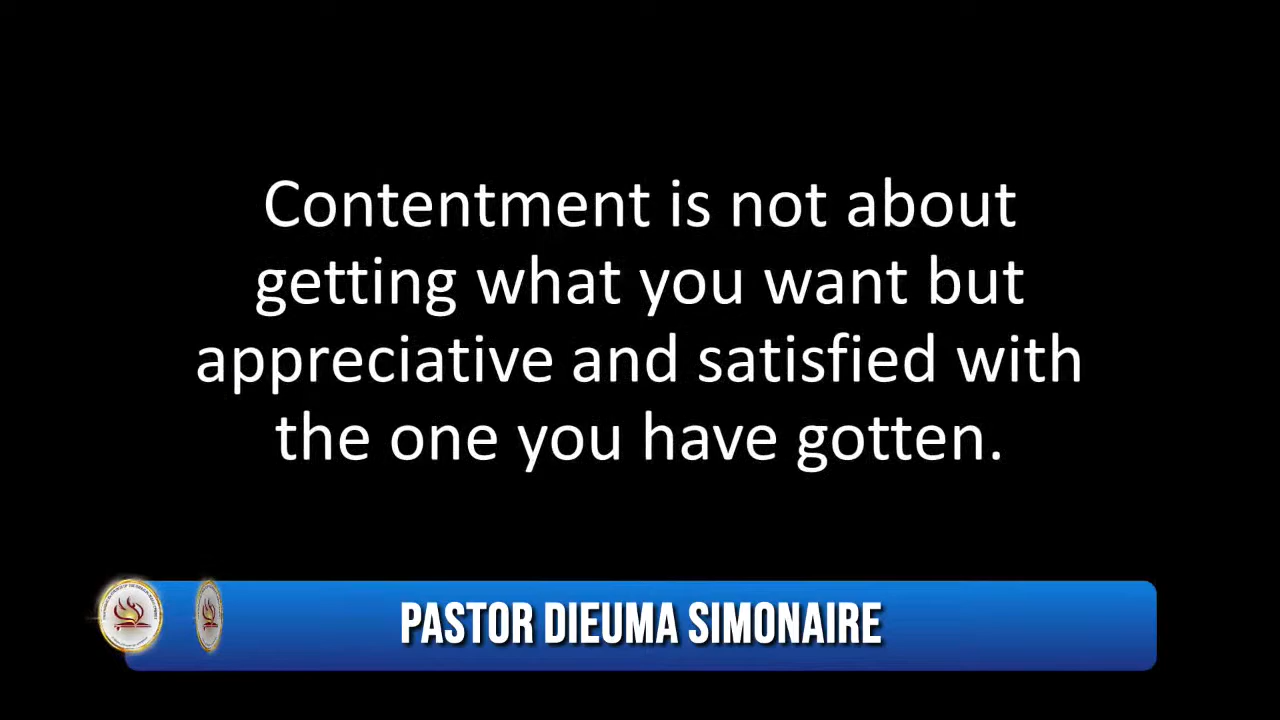 Contentment is not about
getting what you want but
appreciative and satisfied with
the one you have gotten.
PASTOR DIEUMA SIMONAIRE